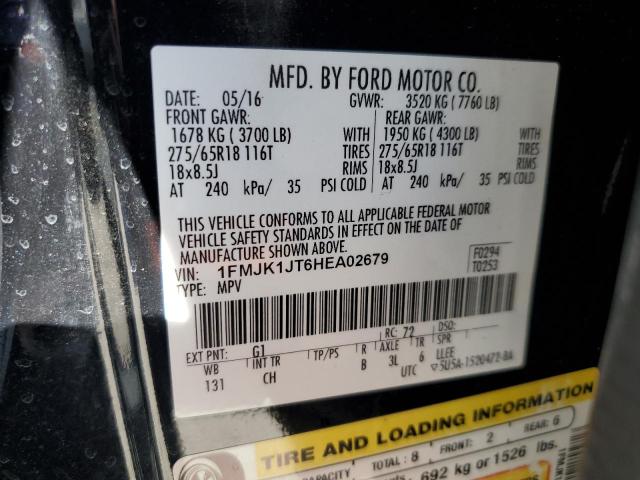 MFD. BY FORD MOTOR CO.
DATE: 05/16 GVWR: 3520 KG ( 7760 LB)
FRONT GAWR: REAR GAWR:
1678 KG ( 3700 LB) WITH 1950 KG ( 4300 LB) WITH
275/65R18 116T TIRES 275/65R18 116T TIRES
18x8.5J RIMS 18x8.5J RIMS
AT 240 kPa/ 35 PSI COLD AT 240 kPa/ 35 PSI COLD
THIS VEHICLE CONFORMS TO ALL APPLICABLE FEDERAL MOTOR
VEHICLE SAFETY STANDARDS IN EFFECT ON THE DATE OF
MANUFACTURE SHOWN ABOVE.
VIN: 1FMJK1JT6HEA02679 F0294
TYPE: MPV T0253
EXT PNT: G1 RC: 72 DSO:
WB INT TR TP/PS R AXLE TR SPR
131 CH B 3L 6 LLEE
UTC ▽5U5A-1520472-BA
TIRE AND LOADING INFORMATION
CAPACITY TOTAL : 8 FRONT: 2 REAR: 6
692 kg or 1526 lbs.